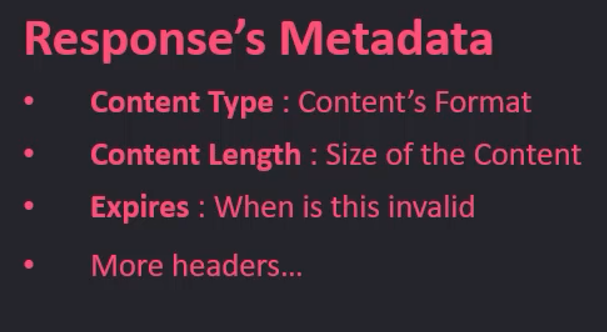 Response’s Metadata
• Content Type : Content’s Format
• Content Length : Size of the Content
• Expires : When is this invalid
• More headers…